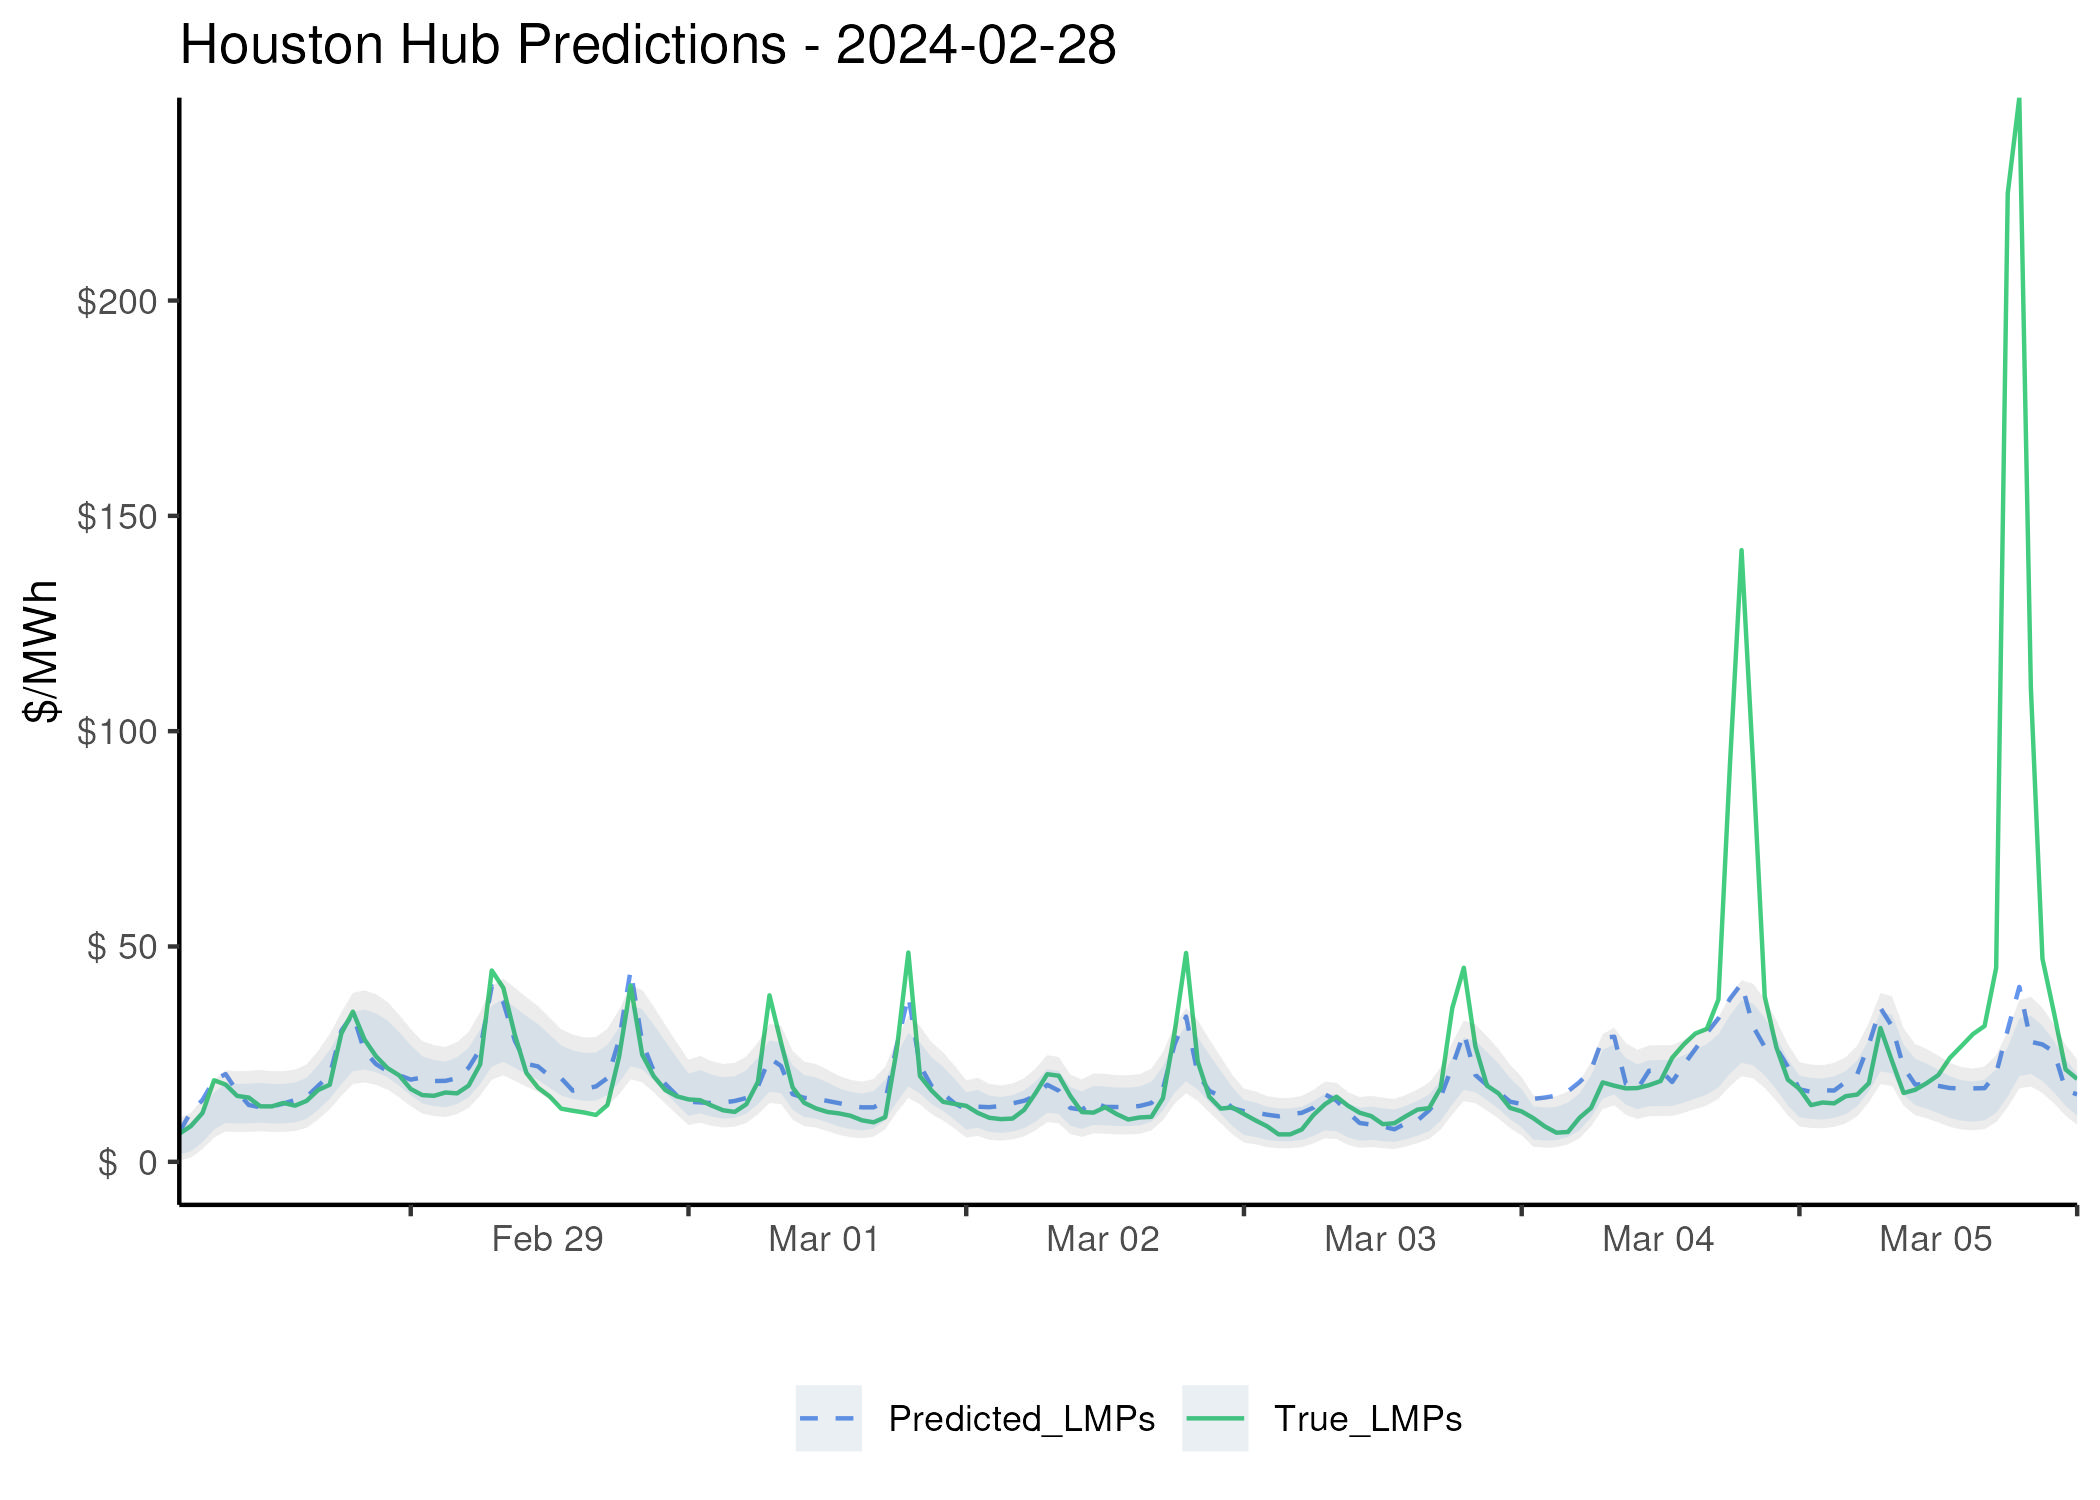 Houston Hub Predictions - 2024-02-28
$/MWh
$200
$150
$100
$ 50
$  0
Feb 29
Mar 01
Mar 02
Mar 03
Mar 04
Mar 05
Predicted_LMPs
True_LMPs